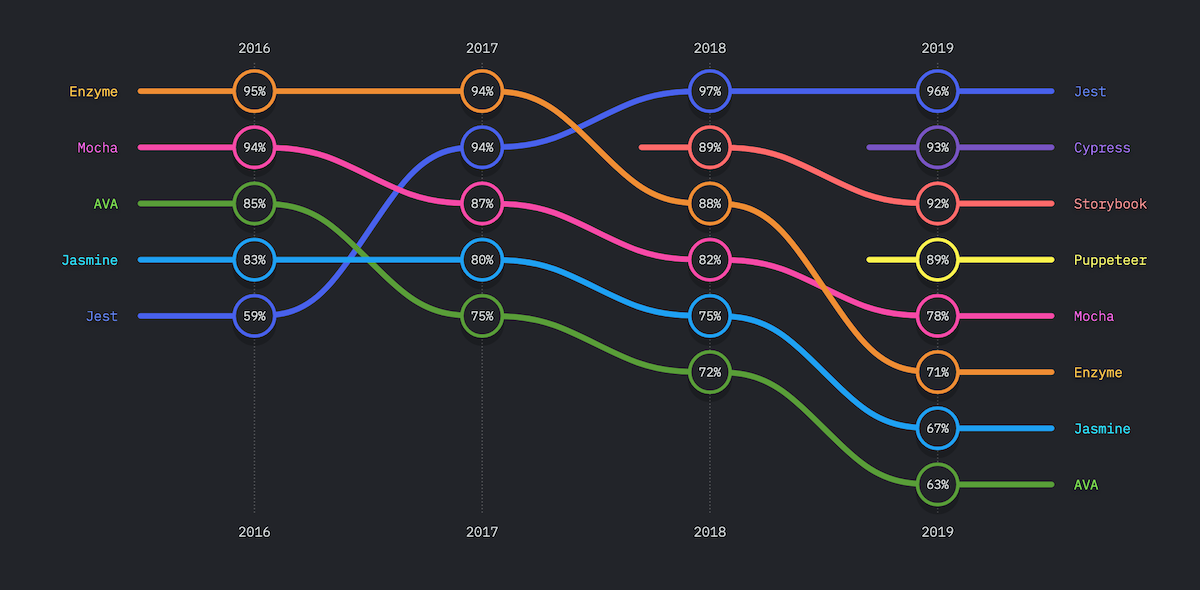 2016 2017 2018 2019
Enzyme 95% 94% 97% 96% Jest
Mocha 94% 94% 89% 93% Cypress
AVA 85% 87% 88% 92% Storybook
Jasmine 83% 80% 82% 89% Puppeteer
Jest 59% 75% 75% 78% Mocha
72% 71% Enzyme
67% Jasmine
63% AVA
2016 2017 2018 2019